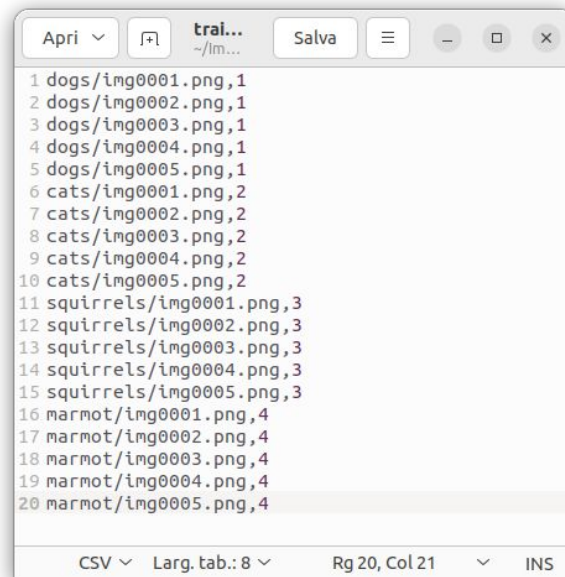 Apri
trai...
~/Im...
Salva
1 dogs/img0001.png,1
2 dogs/img0002.png,1
3 dogs/img0003.png,1
4 dogs/img0004.png,1
5 dogs/img0005.png,1
6 cats/img0001.png,2
7 cats/img0002.png,2
8 cats/img0003.png,2
9 cats/img0004.png,2
10 cats/img0005.png,2
11 squirrels/img0001.png,3
12 squirrels/img0002.png,3
13 squirrels/img0003.png,3
14 squirrels/img0004.png,3
15 squirrels/img0005.png,3
16 marmot/img0001.png,4
17 marmot/img0002.png,4
18 marmot/img0003.png,4
19 marmot/img0004.png,4
20 marmot/img0005.png,4
CSV Larg. tab.: 8 Rg 20, Col 21 INS